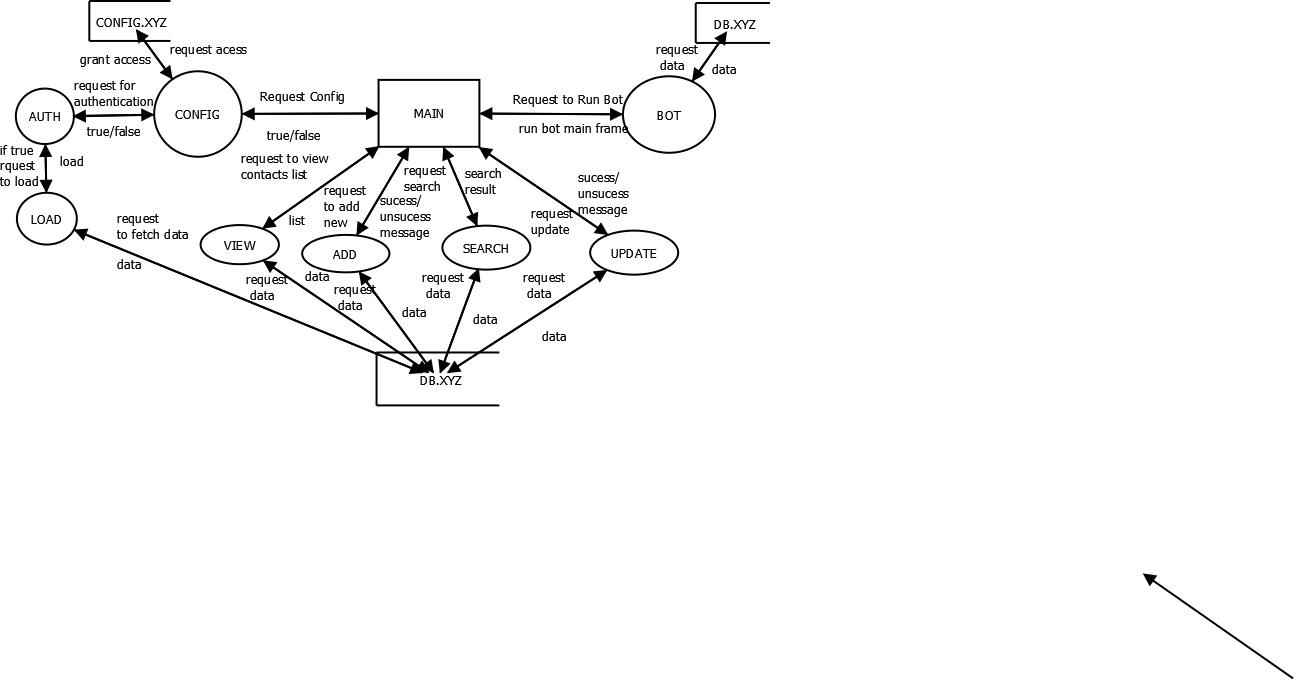 CONFIG.XYZ
DB.XYZ
request acess
grant access
request
data
data
request for
authentication
true/false
AUTH
CONFIG
Request Config
true/false
MAIN
Request to Run Bot
run bot main frame
BOT
if true
rquest
to load
load
LOAD
request to view
contacts list
list
request
to add
new
sucess/
unsucess
message
request
search
search
result
sucess/
unsucess
message
request
update
VIEW
ADD
SEARCH
UPDATE
request
to fetch data
data
request
data
data
request
data
data
request
data
data
request
data
data
DB.XYZ